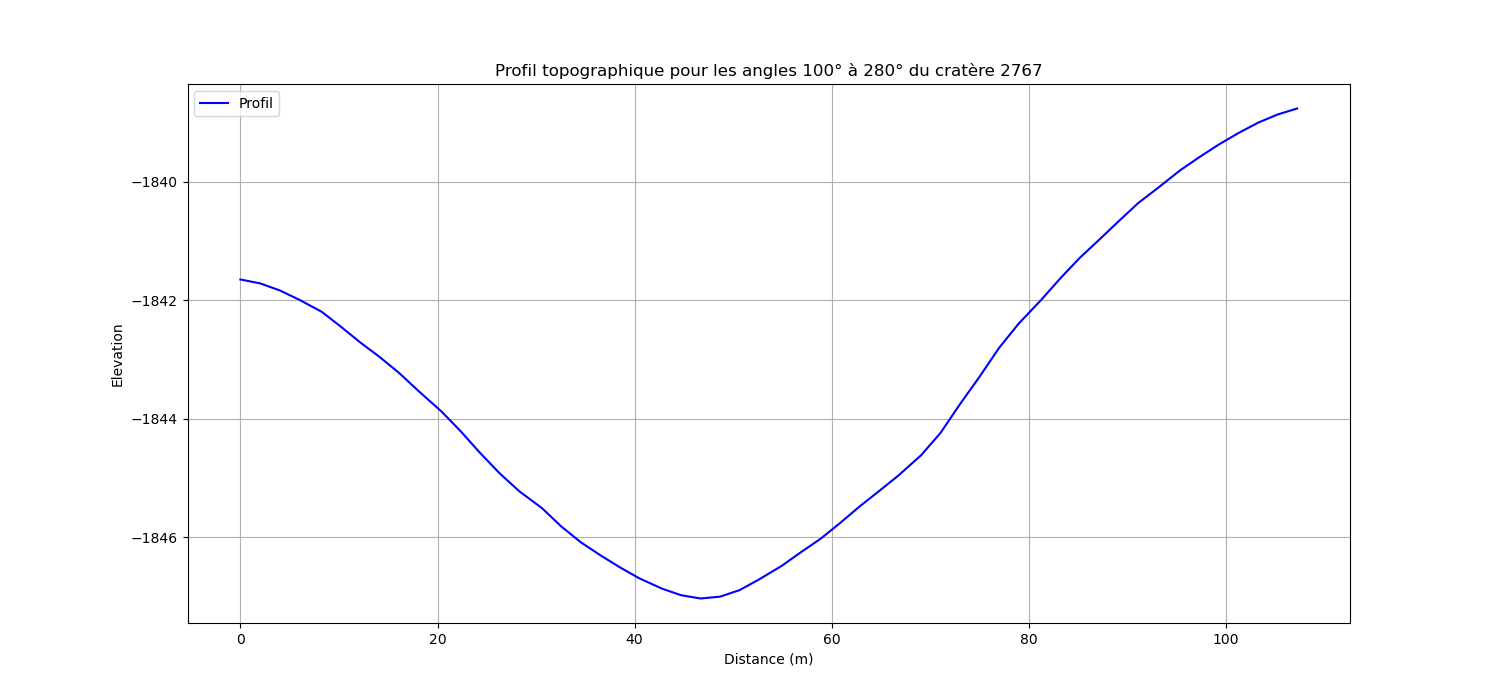 Profil topographique pour les angles 100° à 280° du cratère 2767
Profil
−1840
−1842
−1844
−1846
Elevation
0 20 40 60 80 100
Distance (m)